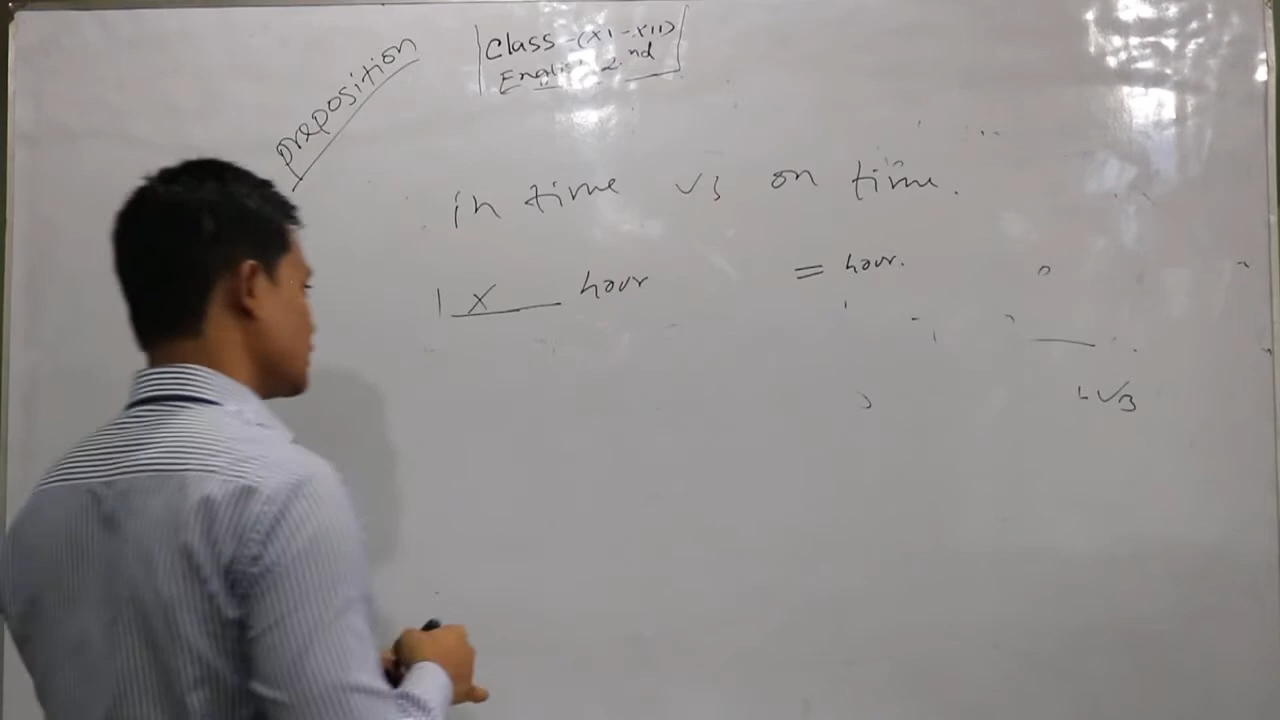 preposition
Class-(XI-XII)
English 2nd
in time vs on time.
1 X hour = hour.